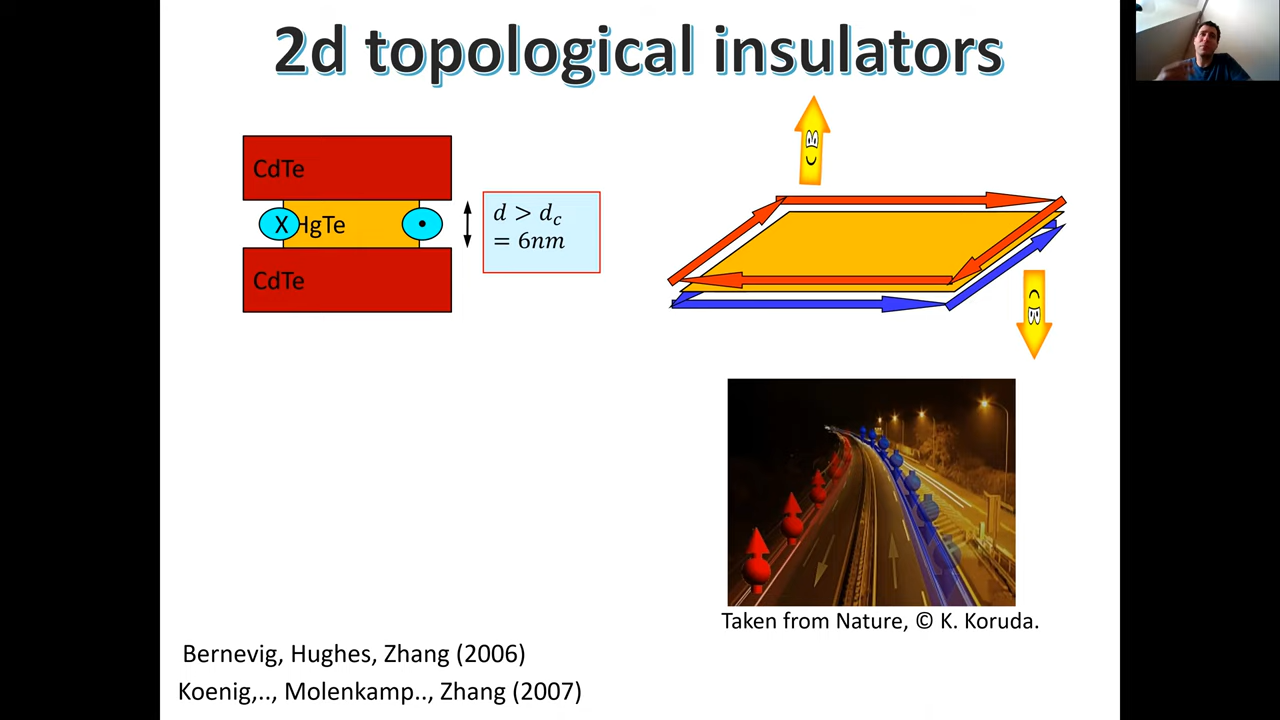 2d topological insulators
CdTe
X HgTe
CdTe
d > d_c
= 6nm
Taken from Nature, © K. Koruda.
Bernevig, Hughes, Zhang (2006)
Koenig,.., Molenkamp.., Zhang (2007)